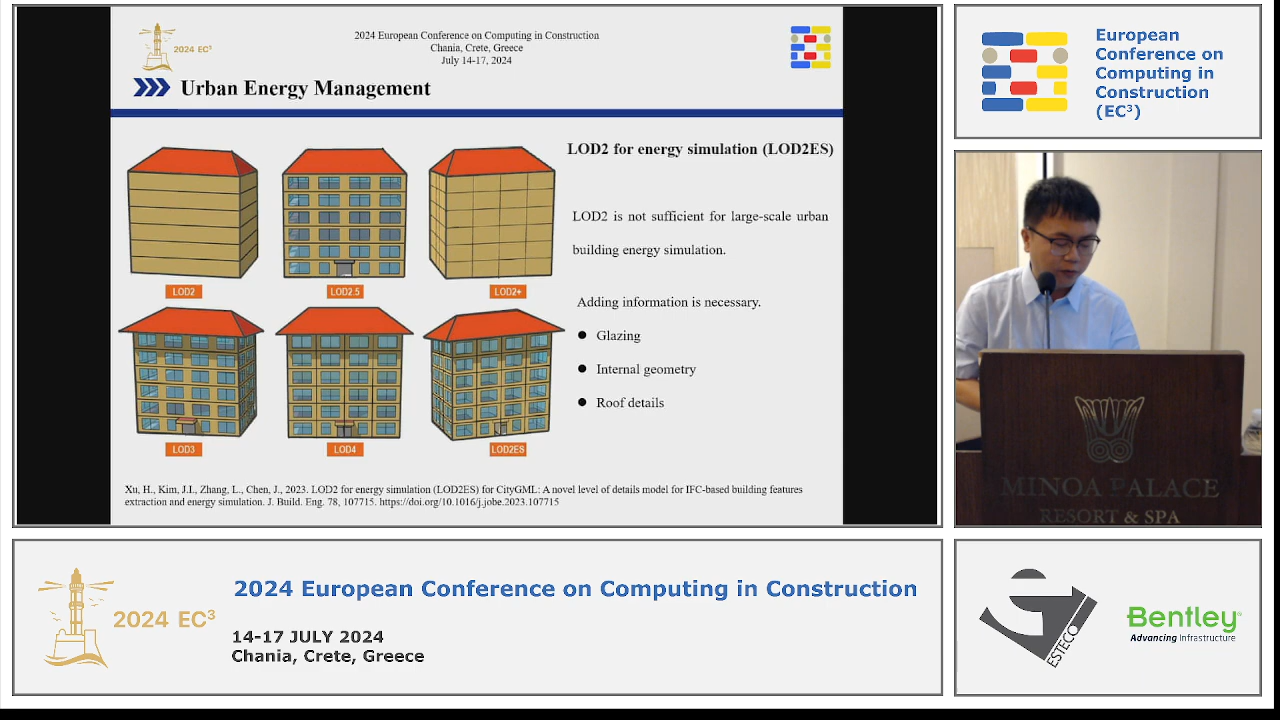 2024 EC³
2024 European Conference on Computing in Construction
Chania, Crete, Greece
July 14-17, 2024
Urban Energy Management
LOD2
LOD2.5
LOD2+
LOD3
LOD4
LOD2ES
LOD2 for energy simulation (LOD2ES)
LOD2 is not sufficient for large-scale urban
building energy simulation.
Adding information is necessary.
● Glazing
● Internal geometry
● Roof details
Xu, H., Kim, J.I., Zhang, L., Chen, J., 2023. LOD2 for energy simulation (LOD2ES) for CityGML: A novel level of details model for IFC-based building features
extraction and energy simulation. J. Build. Eng. 78, 107715. https://doi.org/10.1016/j.jobe.2023.107715
European
Conference on
Computing in
Construction
(EC³)
MINOA PALACE
RESORT & SPA
2024 EC³
2024 European Conference on Computing in Construction
14-17 JULY 2024
Chania, Crete, Greece
ESTECO
Bentley
Advancing Infrastructure